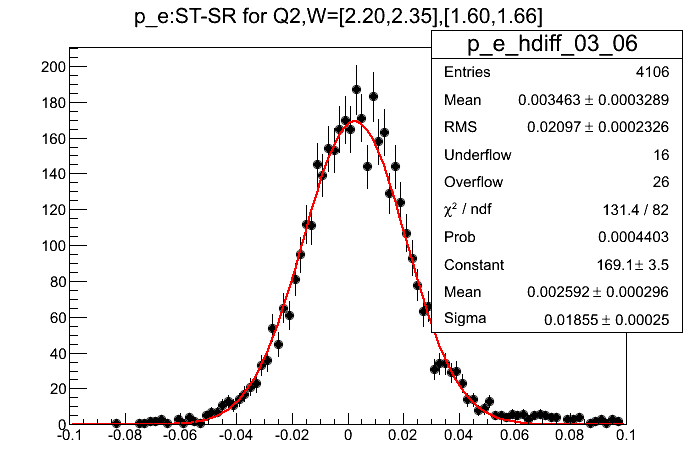 p_e:ST-SR for Q2,W=[2.20,2.35],[1.60,1.66]
p_e_hdiff_03_06
Entries 4106
Mean 0.003463 ± 0.0003289
RMS 0.02097 ± 0.0002326
Underflow 16
Overflow 26
χ² / ndf 131.4 / 82
Prob 0.0004403
Constant 169.1 ± 3.5
Mean 0.002592 ± 0.000296
Sigma 0.01855 ± 0.00025
200
180
160
140
120
100
80
60
40
20
0
-0.1 -0.08 -0.06 -0.04 -0.02 0 0.02 0.04 0.06 0.08 0.1